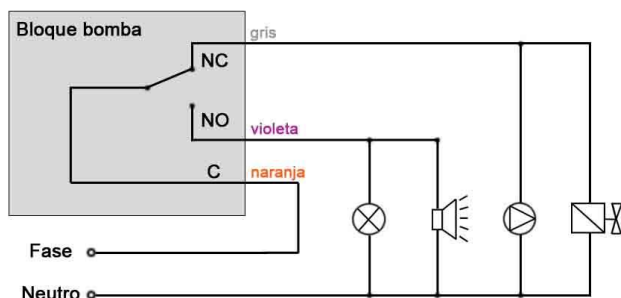 Bloque bomba
gris
NC
NO
violeta
C
naranja
Fase
Neutro